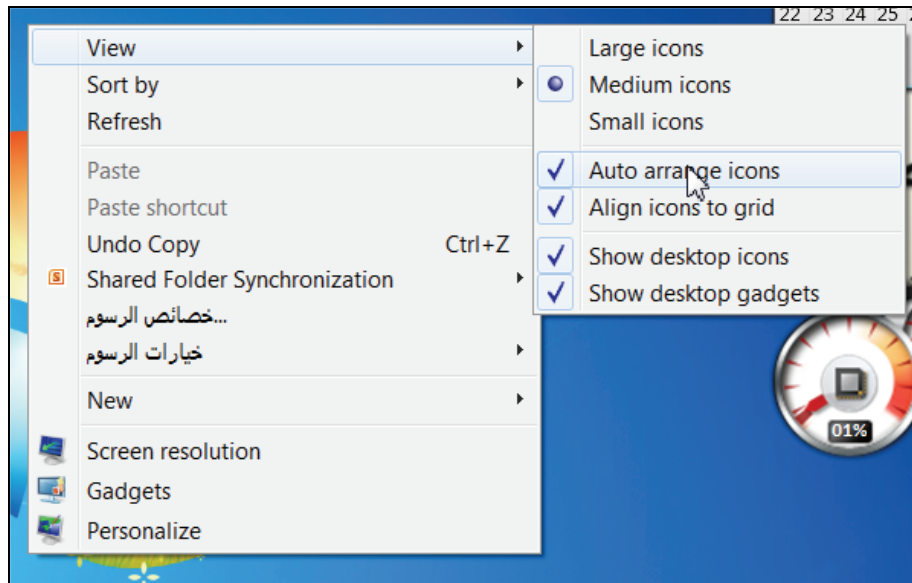 22 23 24 25
View
Sort by
Refresh
Paste
Paste shortcut
Undo Copy Ctrl+Z
S Shared Folder Synchronization
خصائص الرسوم...
خيارات الرسوم
New
Screen resolution
Gadgets
Personalize
Large icons
Medium icons
Small icons
Auto arrange icons
Align icons to grid
Show desktop icons
Show desktop gadgets
01%